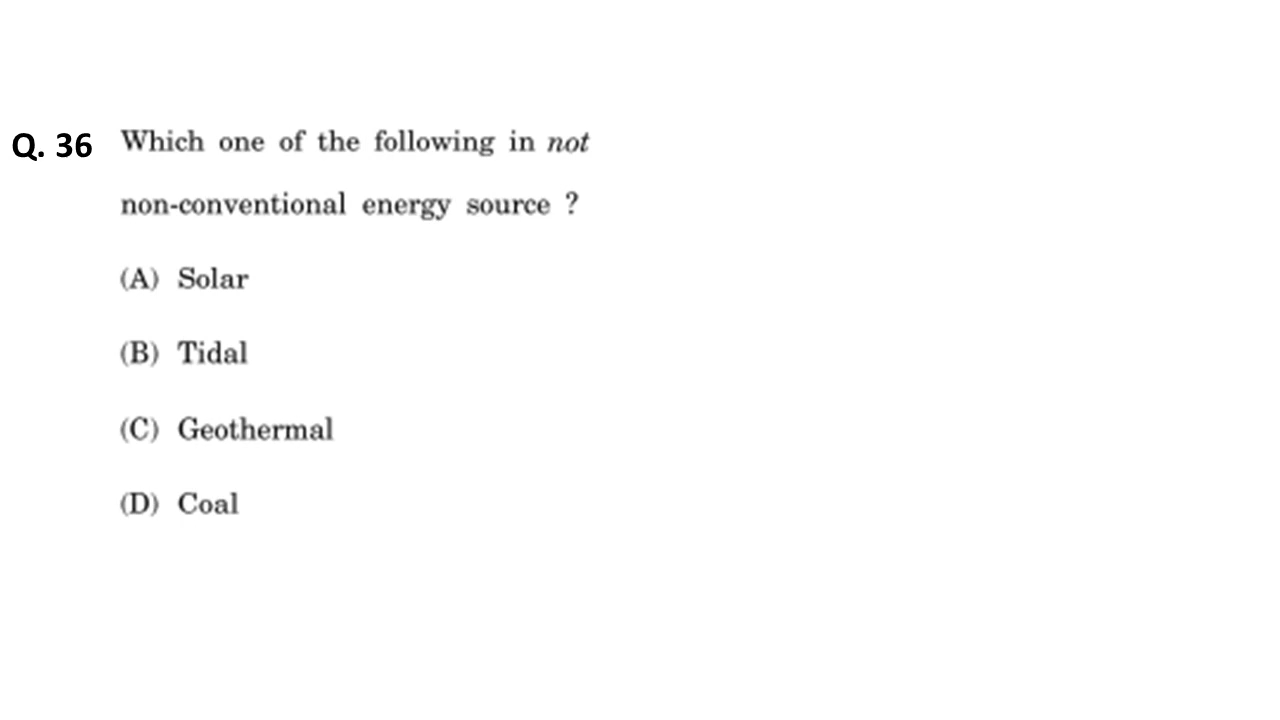 Q. 36 Which one of the following in not
non-conventional energy source ?
(A) Solar
(B) Tidal
(C) Geothermal
(D) Coal